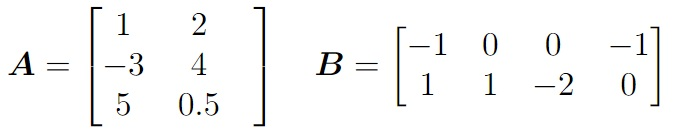 A = [1 2; -3 4; 5 0.5] B = [-1 0 0 -1; 1 1 -2 0]